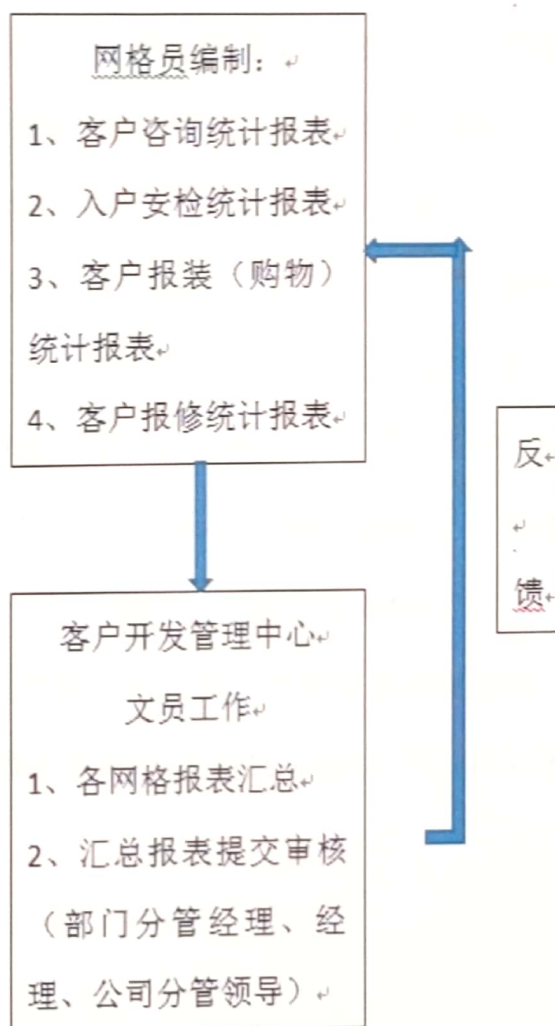 网格员编制：
1、客户咨询统计报表
2、入户安检统计报表
3、客户报装（购物）
统计报表
4、客户报修统计报表
反
馈
客户开发管理中心
文员工作
1、各网格报表汇总
2、汇总报表提交审核
（部门分管经理、经
理、公司分管领导）